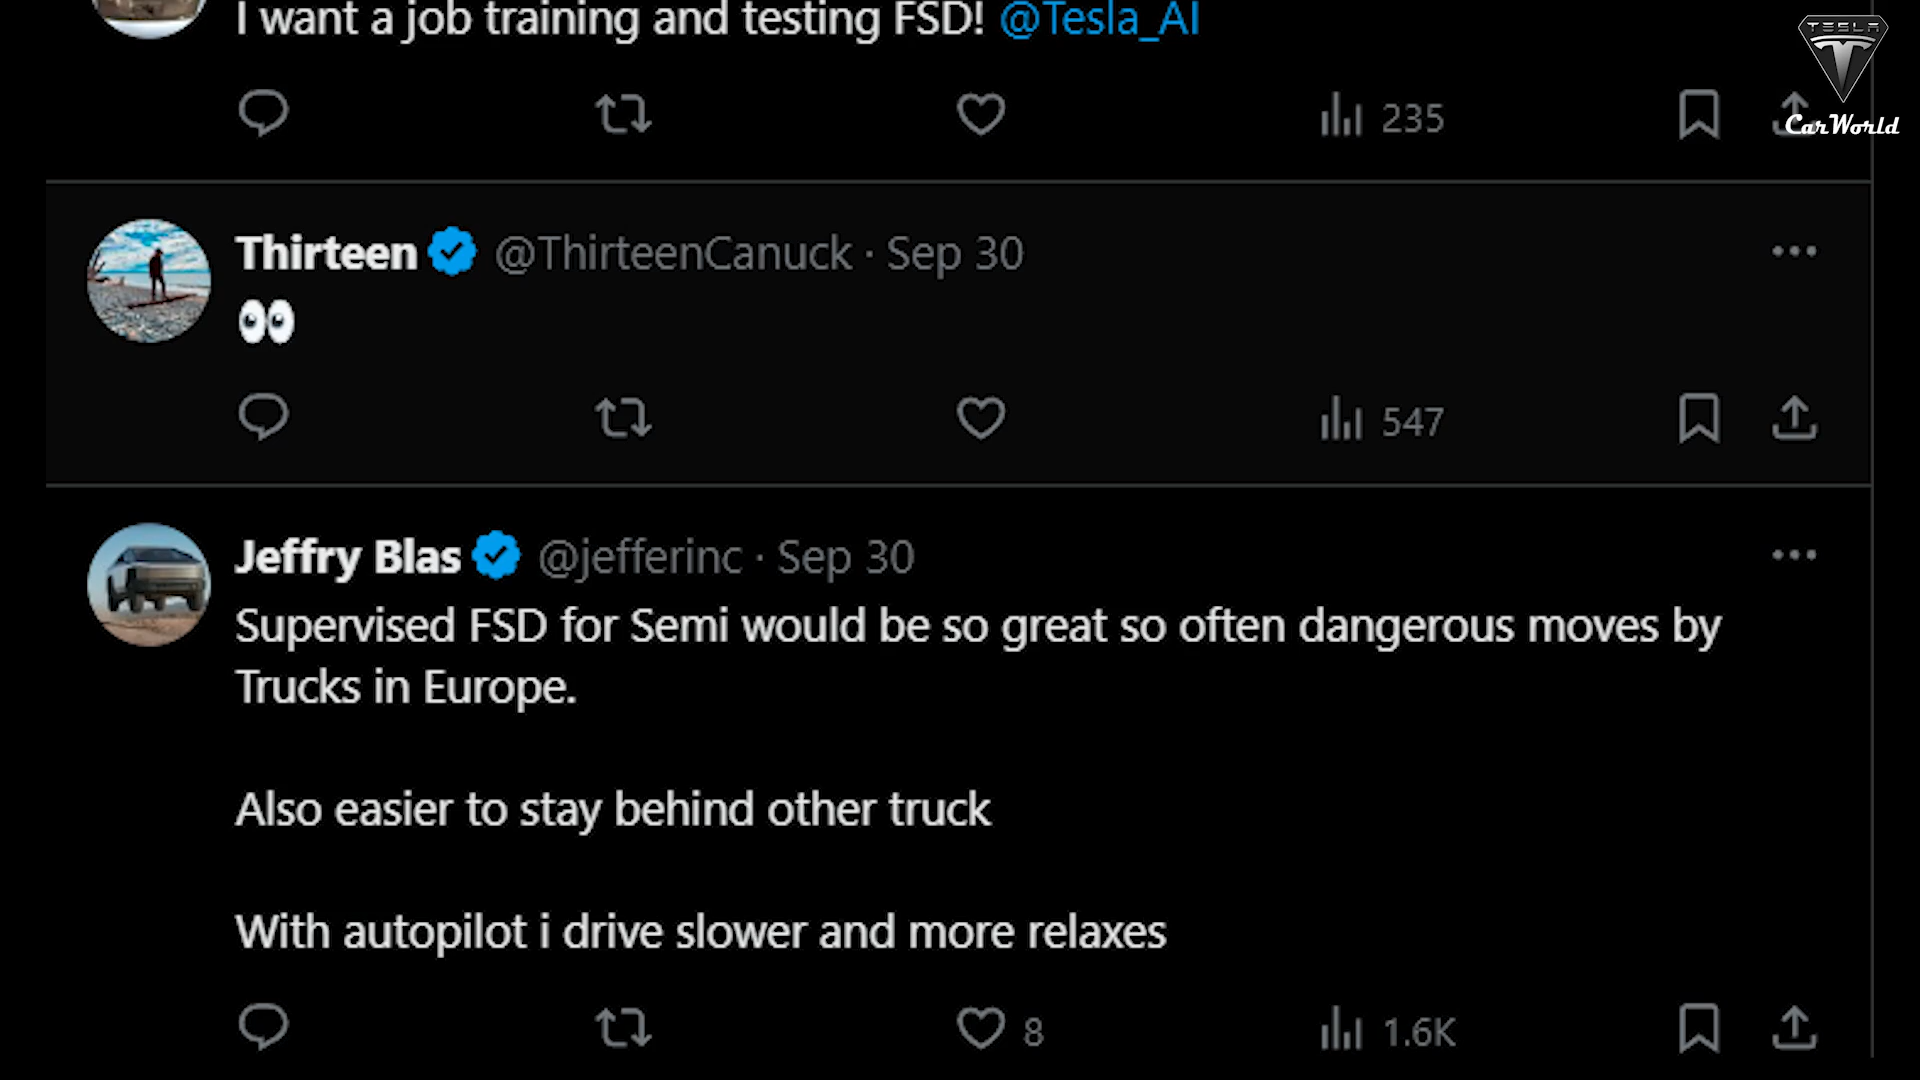 I want a job training and testing FSD! @Tesla_AI
235
TESLA
CarWorld
Thirteen @ThirteenCanuck · Sep 30
👀
547
Jeffry Blas @jefferinc · Sep 30
Supervised FSD for Semi would be so great so often dangerous moves by
Trucks in Europe.
Also easier to stay behind other truck
With autopilot i drive slower and more relaxes
8
1.6K